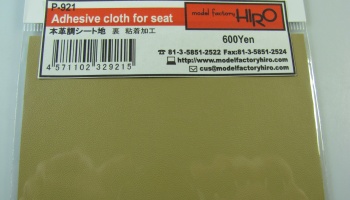 P-921
Adhesive cloth for seat
本革調シート地 裏 粘着加工
4 571102 329215
model factory HIRO
600Yen
☎ 81-3-5851-2522 Fax:81-3-5851-2524
http://www.modelfactoryhiro.com
cus@modelfactoryhiro.com